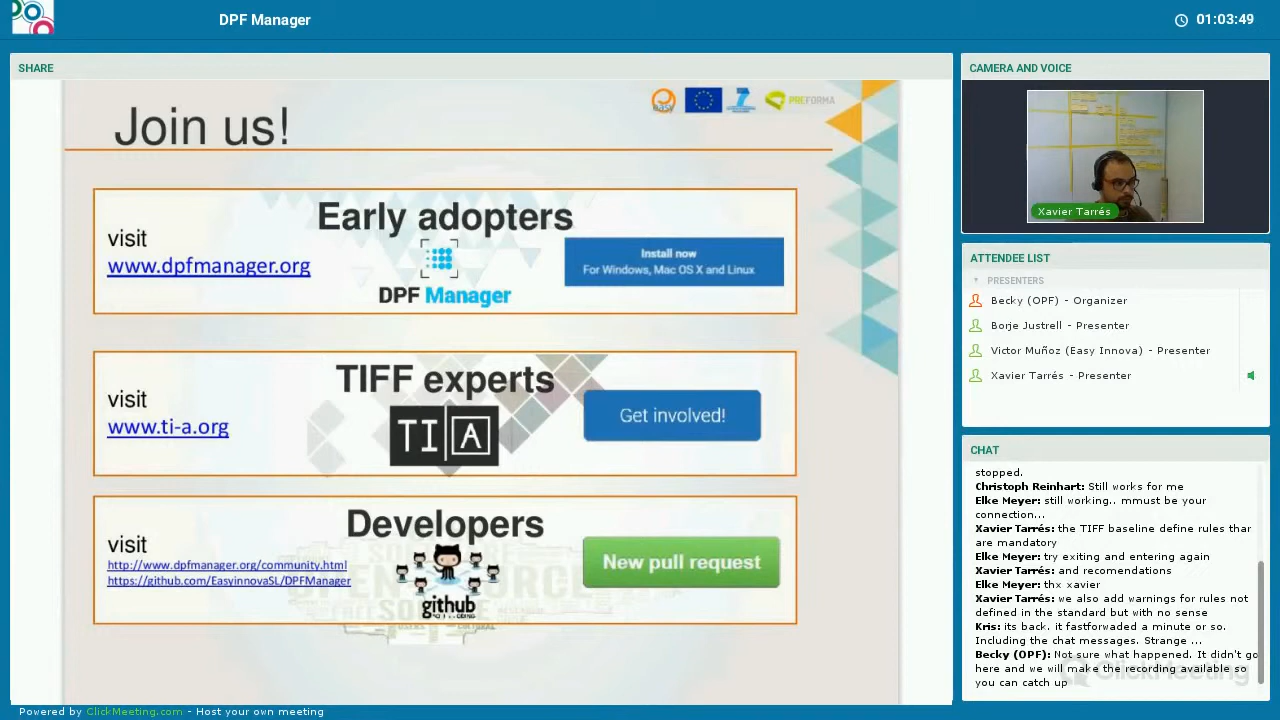 DPF Manager
01:03:49
SHARE
Join us!
easy
PREFORMA
Early adopters
visit
www.dpfmanager.org
DPF Manager
Install now
For Windows, Mac OS X and Linux
TIFF experts
visit
www.ti-a.org
TI A
Get involved!
Developers
visit
http://www.dpfmanager.org/community.html
https://github.com/EasyinnovaSL/DPFManager
github
New pull request
CAMERA AND VOICE
Xavier Tarrés
ATTENDEE LIST
PRESENTERS
Becky (OPF) - Organizer
Borje Justrell - Presenter
Victor Muñoz (Easy Innova) - Presenter
Xavier Tarrés - Presenter
CHAT
stopped.
Christoph Reinhart: Still works for me
Elke Meyer: still working.. mmust be your
connection...
Xavier Tarrés: the TIFF baseline define rules thar
are mandatory
Elke Meyer: try exiting and entering again
Xavier Tarrés: and recomendations
Elke Meyer: thx xavier
Xavier Tarrés: we also add warnings for rules not
defined in the standard but with no sense
Kris: its back. it fastforwaded a minute or so.
Including the chat messages. Strange ...
Becky (OPF): Not sure what happened. It didn't go
here and we will make the recording available so
you can catch up
ClickMeeting
Powered by ClickMeeting.com - Host your own meeting